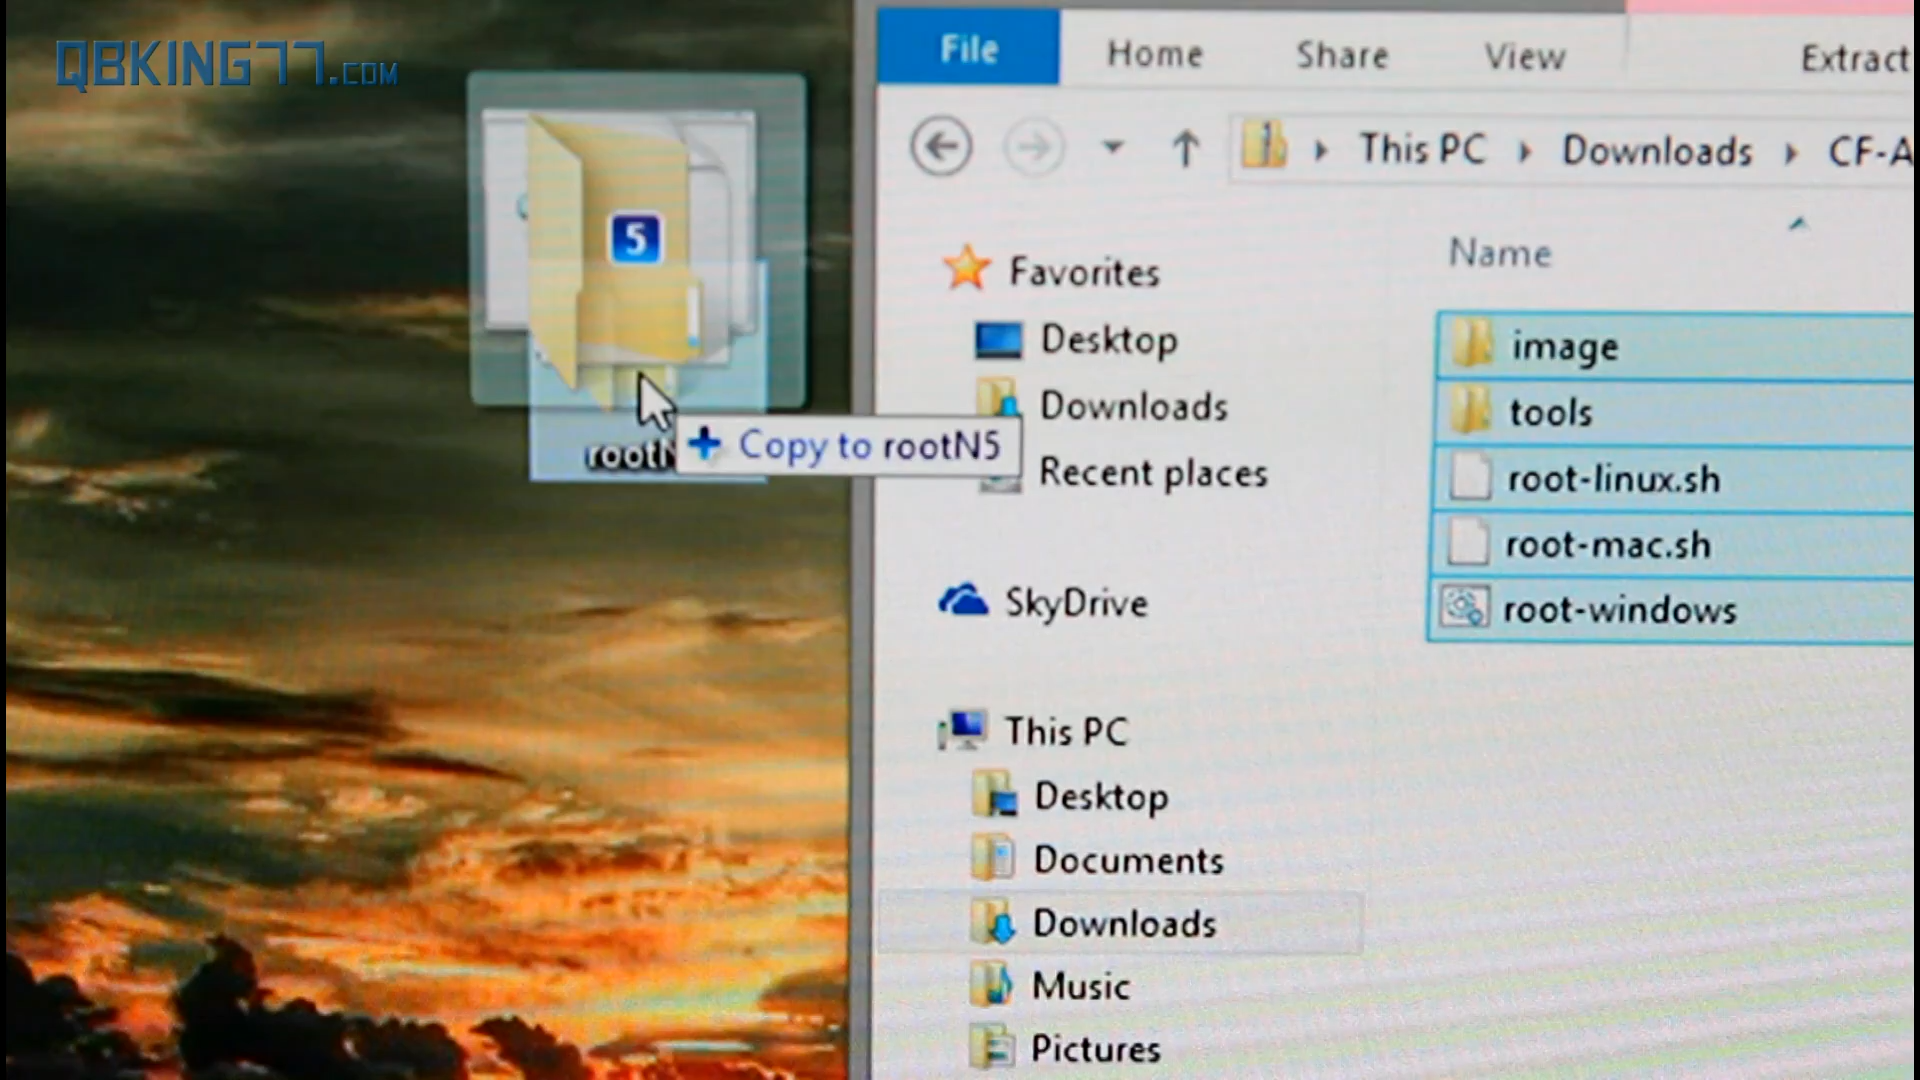 QBKING77.COM
File Home Share View Extract
This PC Downloads CF-A
Name
Favorites
Desktop
Downloads
Recent places
SkyDrive
This PC
Desktop
Documents
Downloads
Music
Pictures
image
tools
root-linux.sh
root-mac.sh
root-windows
5
rootN
Copy to rootN5